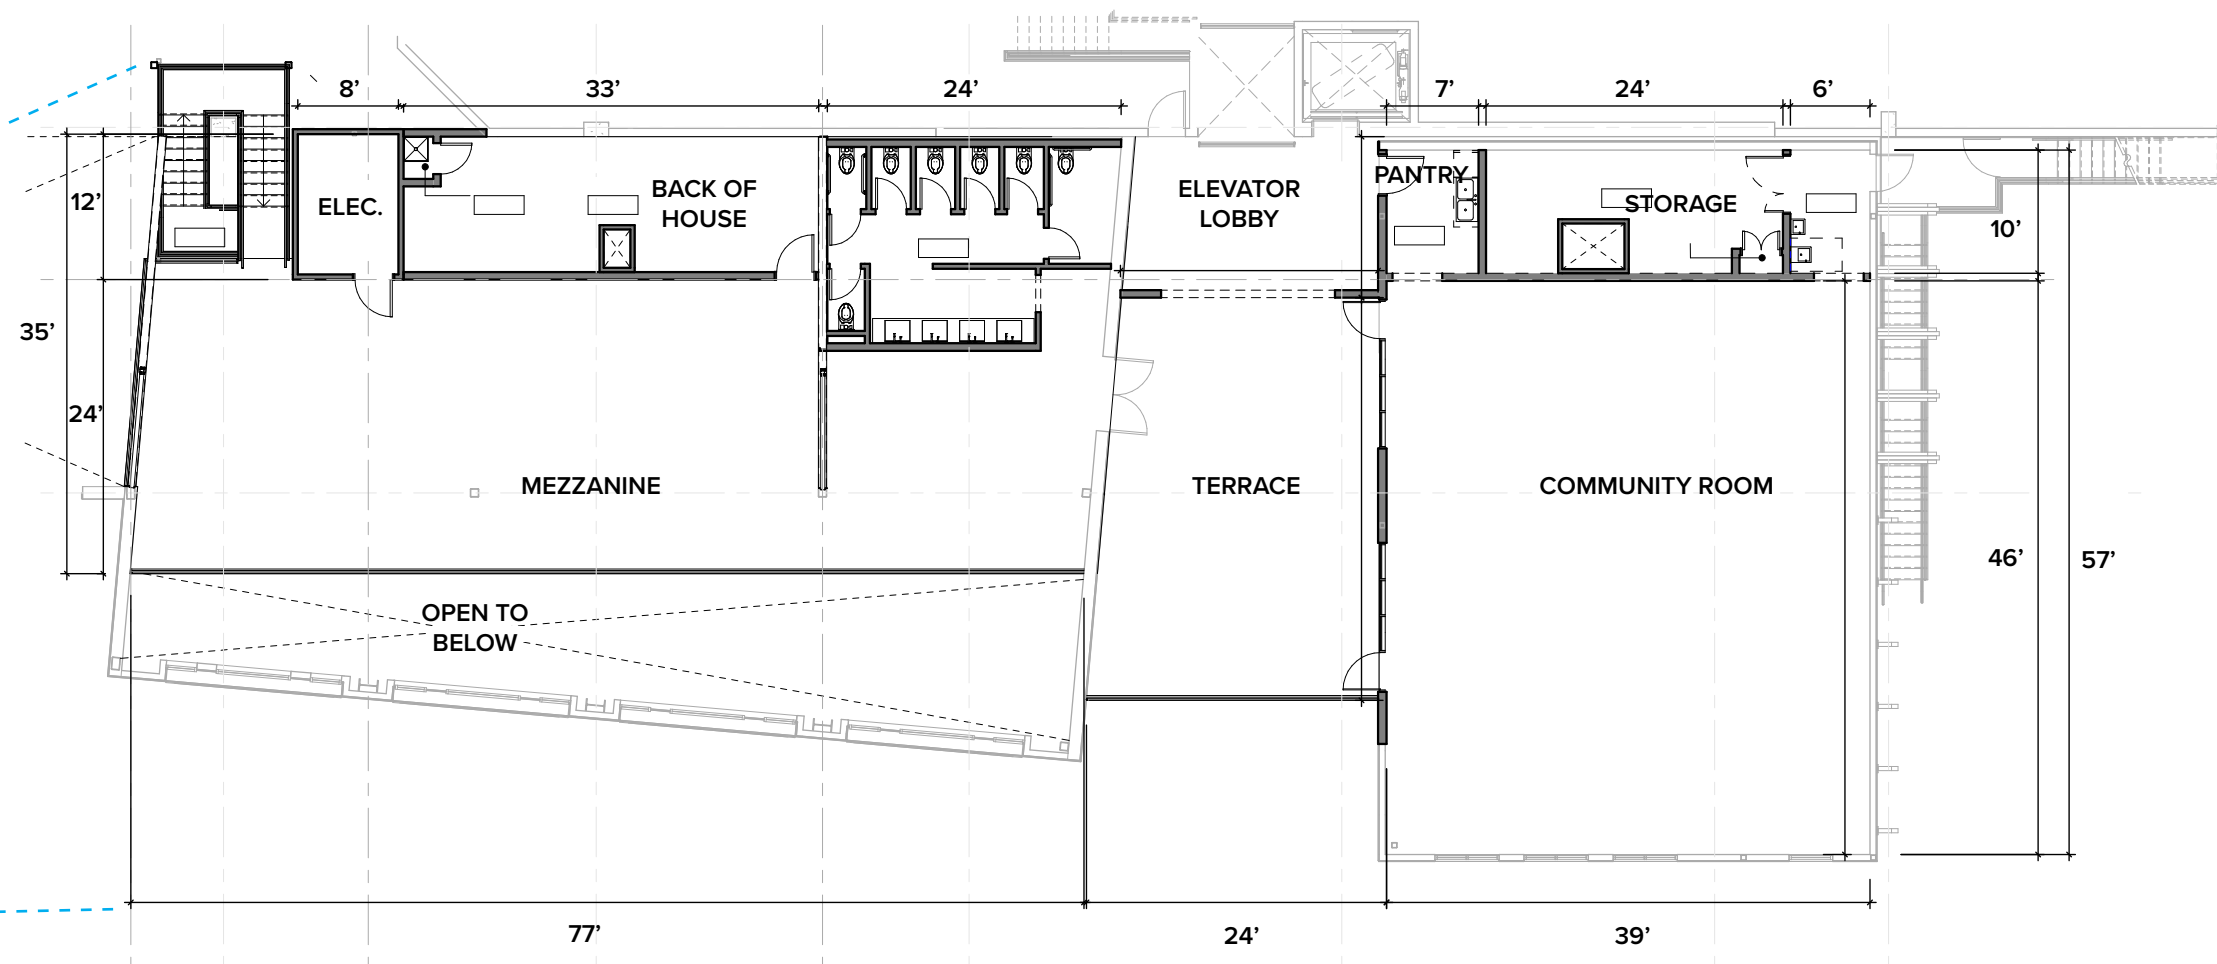 8’
33’
24’
7’
24’
6’
12’
ELEC.
BACK OF
HOUSE
ELEVATOR
LOBBY
PANTRY
STORAGE
10’
35’
24’
MEZZANINE
TERRACE
COMMUNITY ROOM
46’
57’
OPEN TO
BELOW
77’
24’
39’